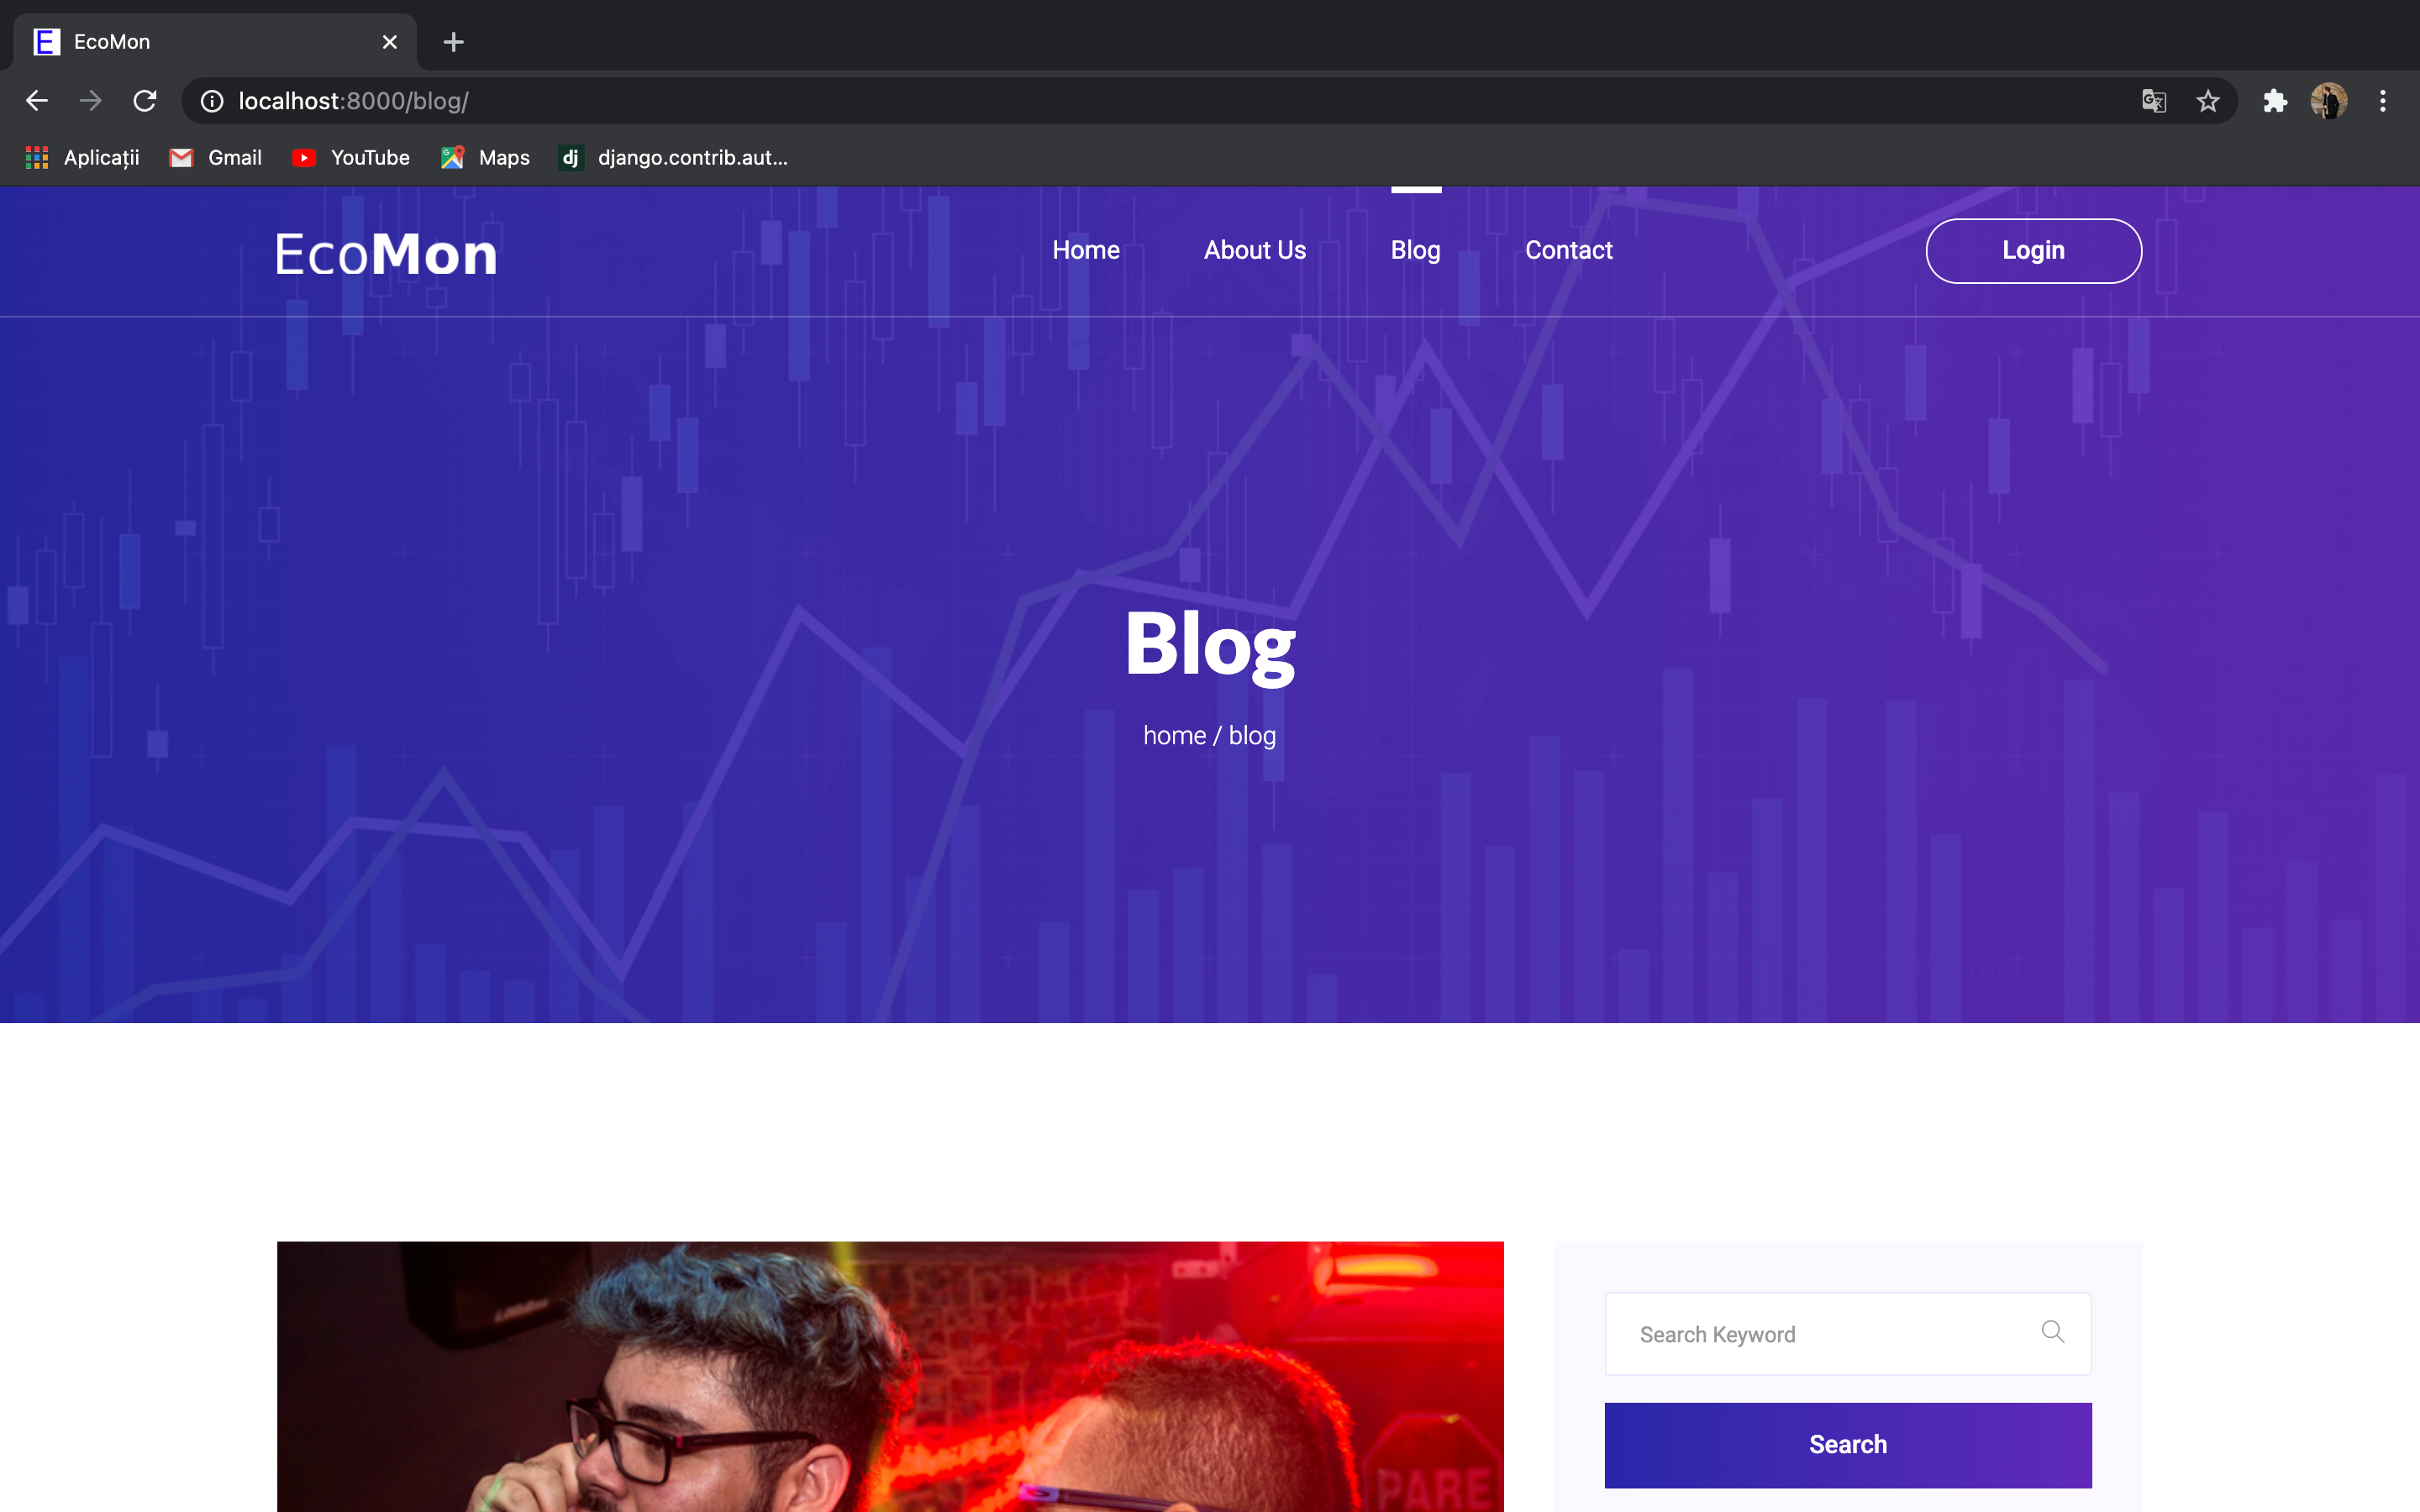 EcoMon
localhost:8000/blog/
Aplicații Gmail YouTube Maps dj django.contrib.aut...
EcoMon
Home About Us Blog Contact Login
Blog
home / blog
Search Keyword
Search
PARE